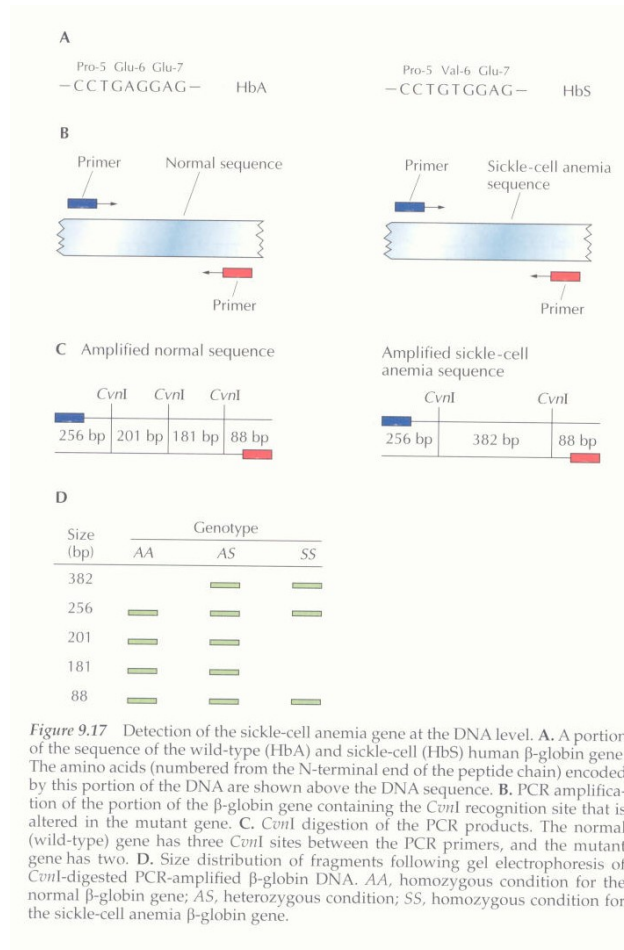 A
Pro-5 Glu-6 Glu-7
–CCTGAGGAG– HbA
Pro-5 Val-6 Glu-7
–CCTGTGGAG– HbS
B
Primer
Normal sequence
Primer
Primer
Sickle-cell anemia
sequence
Primer
C Amplified normal sequence
CvnI CvnI CvnI
256 bp 201 bp 181 bp 88 bp
Amplified sickle-cell
anemia sequence
CvnI CvnI
256 bp 382 bp 88 bp
D
Size
(bp)
Genotype
AA AS SS
382
256
201
181
88
Figure 9.17 Detection of the sickle-cell anemia gene at the DNA level. A. A portion
of the sequence of the wild-type (HbA) and sickle-cell (HbS) human β-globin gene
The amino acids (numbered from the N-terminal end of the peptide chain) encoded
by this portion of the DNA are shown above the DNA sequence. B. PCR amplifica-
tion of the portion of the β-globin gene containing the CvnI recognition site that is
altered in the mutant gene. C. CvnI digestion of the PCR products. The normal
(wild-type) gene has three CvnI sites between the PCR primers, and the mutant
gene has two. D. Size distribution of fragments following gel electrophoresis of
CvnI-digested PCR-amplified β-globin DNA. AA, homozygous condition for the
normal β-globin gene; AS, heterozygous condition; SS, homozygous condition for
the sickle-cell anemia β-globin gene.